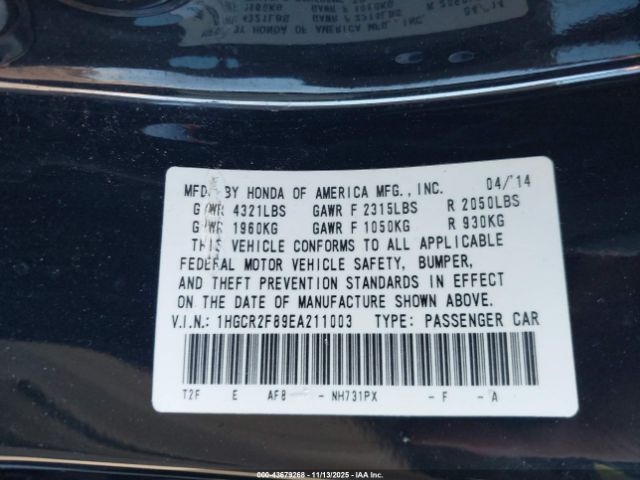 MFD. BY HONDA OF AMERICA MFG., INC. 04/'14
GVWR 4321LBS GAWR F 2315LBS R 2050LBS
GVWR 1960KG GAWR F 1050KG R 930KG
THIS VEHICLE CONFORMS TO ALL APPLICABLE
FEDERAL MOTOR VEHICLE SAFETY, BUMPER,
AND THEFT PREVENTION STANDARDS IN EFFECT
ON THE DATE OF MANUFACTURE SHOWN ABOVE.
V.I.N.: 1HGCR2F89EA211003 TYPE: PASSENGER CAR
T2F E AF8 - NH731PX - F - A
000-43679268 - 11/13/2025 - IAA Inc.